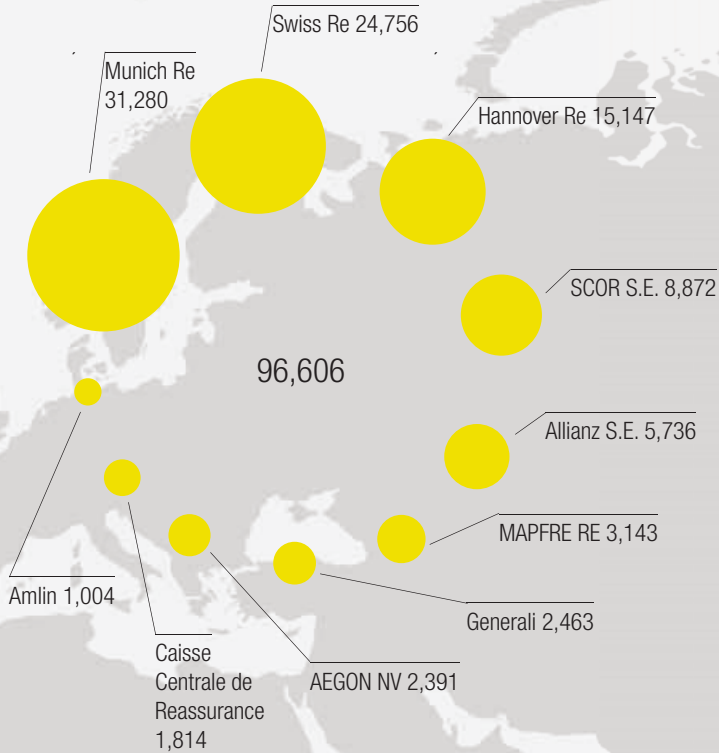 Swiss Re 24,756
Munich Re
31,280
Hannover Re 15,147
SCOR S.E. 8,872
96,606
Allianz S.E. 5,736
MAPFRE RE 3,143
Amlin 1,004
Generali 2,463
Caisse
Centrale de
Reassurance
1,814
AEGON NV 2,391